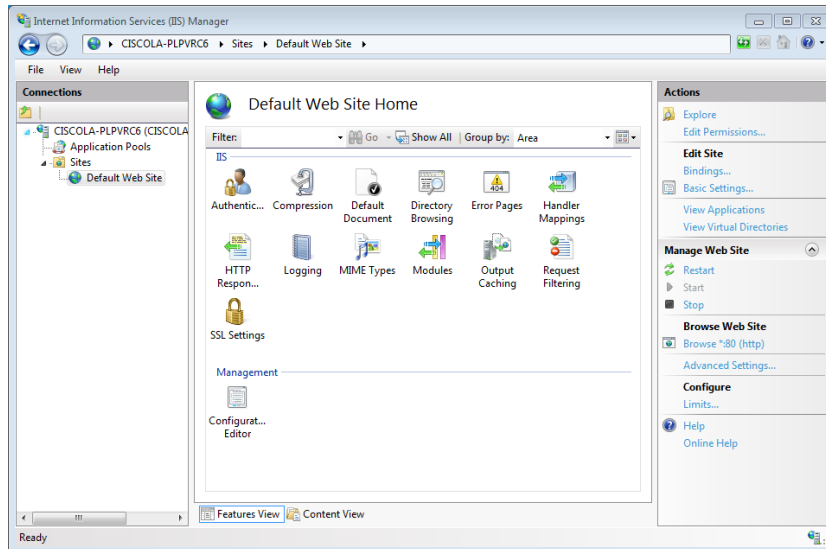 Internet Information Services (IIS) Manager
CISCOLA-PLPVRC6 Sites Default Web Site
File View Help
Connections
CISCOLA-PLPVRC6 (CISCOLA
Application Pools
Sites
Default Web Site
Default Web Site Home
Filter: Go Show All Group by: Area
IIS
Authentic... Compression Default Document Directory Browsing Error Pages Handler Mappings
HTTP Respon... Logging MIME Types Modules Output Caching Request Filtering
SSL Settings
Management
Configurat... Editor
Features View Content View
Actions
Explore
Edit Permissions...
Edit Site
Bindings...
Basic Settings...
View Applications
View Virtual Directories
Manage Web Site
Restart
Start
Stop
Browse Web Site
Browse *:80 (http)
Advanced Settings...
Configure
Limits...
Help
Online Help
Ready